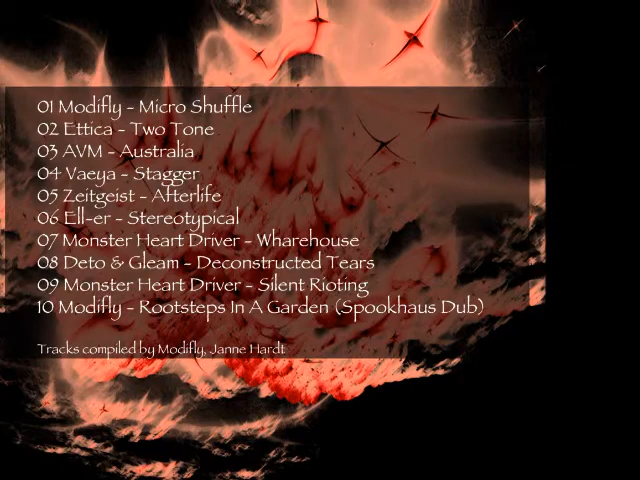 01 Modifly - Micro Shuffle
02 Ettica - Two Tone
03 AVM - Australia
04 Vaeya - Stagger
05 Zeitgeist - Afterlife
06 Ell-er - Stereotypical
07 Monster Heart Driver - Wharehouse
08 Deto & Gleam - Deconstructed Tears
09 Monster Heart Driver - Silent Rioting
10 Modifly - Rootsteps In A Garden (Spookhaus Dub)
Tracks compiled by Modifly, Janne Hardt